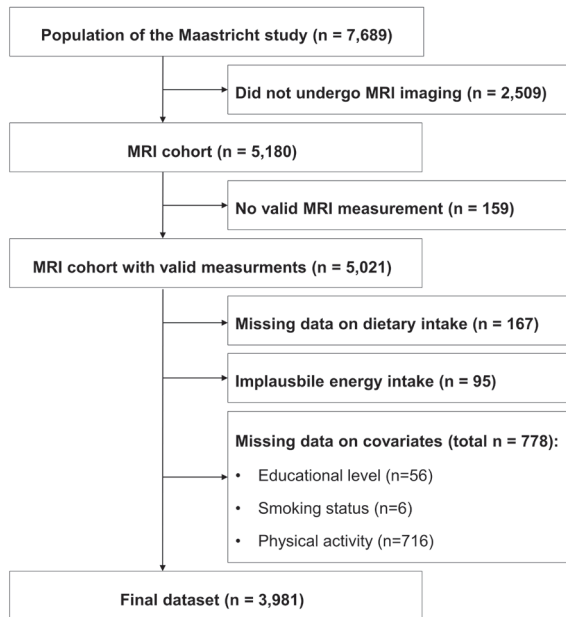 Population of the Maastricht study (n = 7,689)
Did not undergo MRI imaging (n = 2,509)
MRI cohort (n = 5,180)
No valid MRI measurement (n = 159)
MRI cohort with valid measurments (n = 5,021)
Missing data on dietary intake (n = 167)
Implausbile energy intake (n = 95)
Missing data on covariates (total n = 778):
• Educational level (n=56)
• Smoking status (n=6)
• Physical activity (n=716)
Final dataset (n = 3,981)